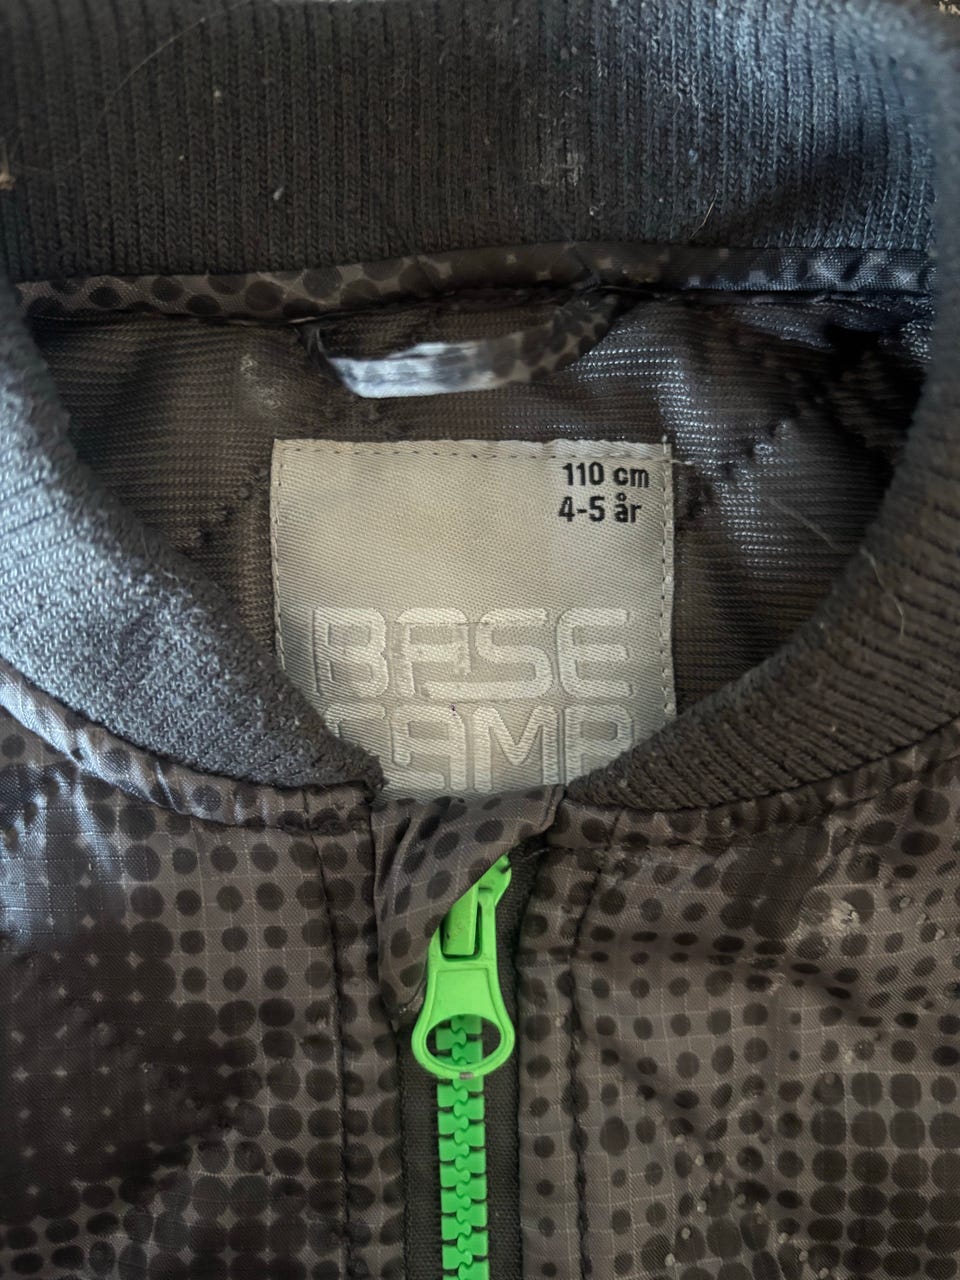 110 cm
4-5 år
BASE
CAMP